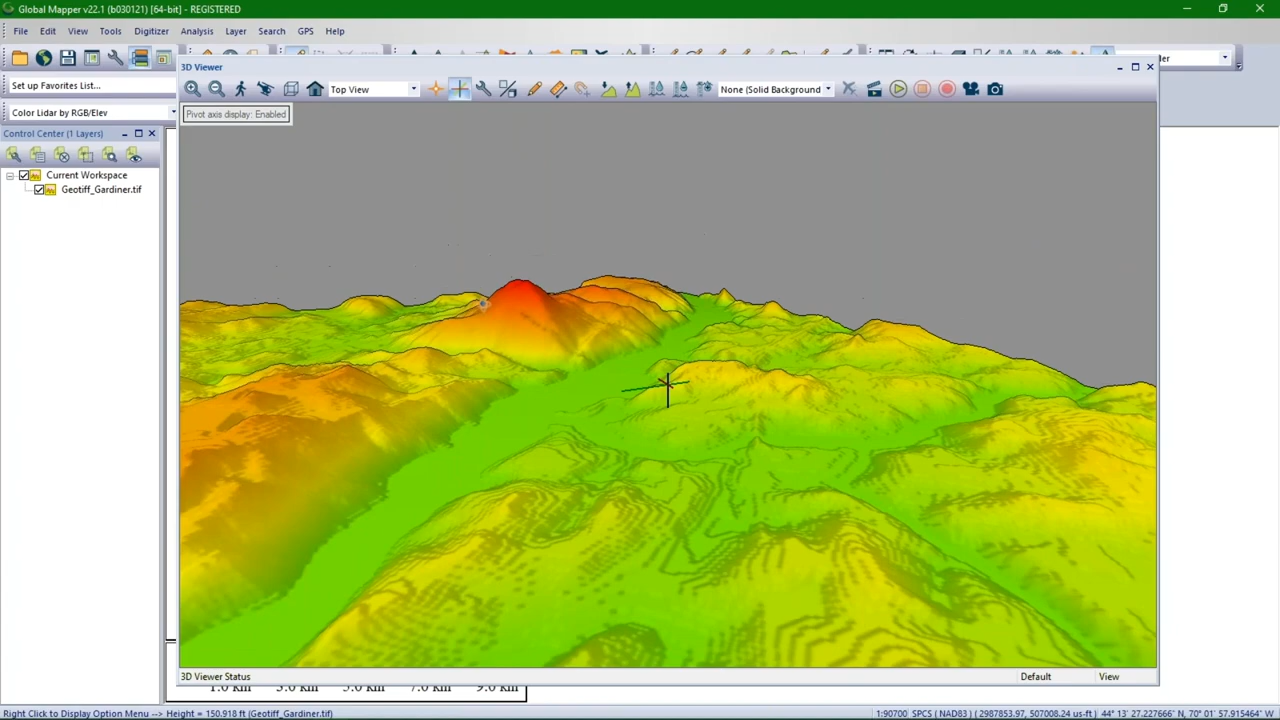 Global Mapper v22.1 (b030121) [64-bit] - REGISTERED
File Edit View Tools Digitizer Analysis Layer Search GPS Help
Set up Favorites List...
Color Lidar by RGB/Elev
Control Center (1 Layers)
Current Workspace
Geotiff_Gardiner.tif
3D Viewer
Top View
None (Solid Background
Pivot axis display: Enabled
3D Viewer Status
Default
View
1.0 km 3.0 km 5.0 km 7.0 km 9.0 km
Right Click to Display Option Menu --> Height = 150.918 ft (Geotiff_Gardiner.tif)
1:90700 SPCS (NAD83) ( 2987853.97, 507008.24 us-ft ) 44° 13' 27.227666" N, 70° 01' 57.915464" W